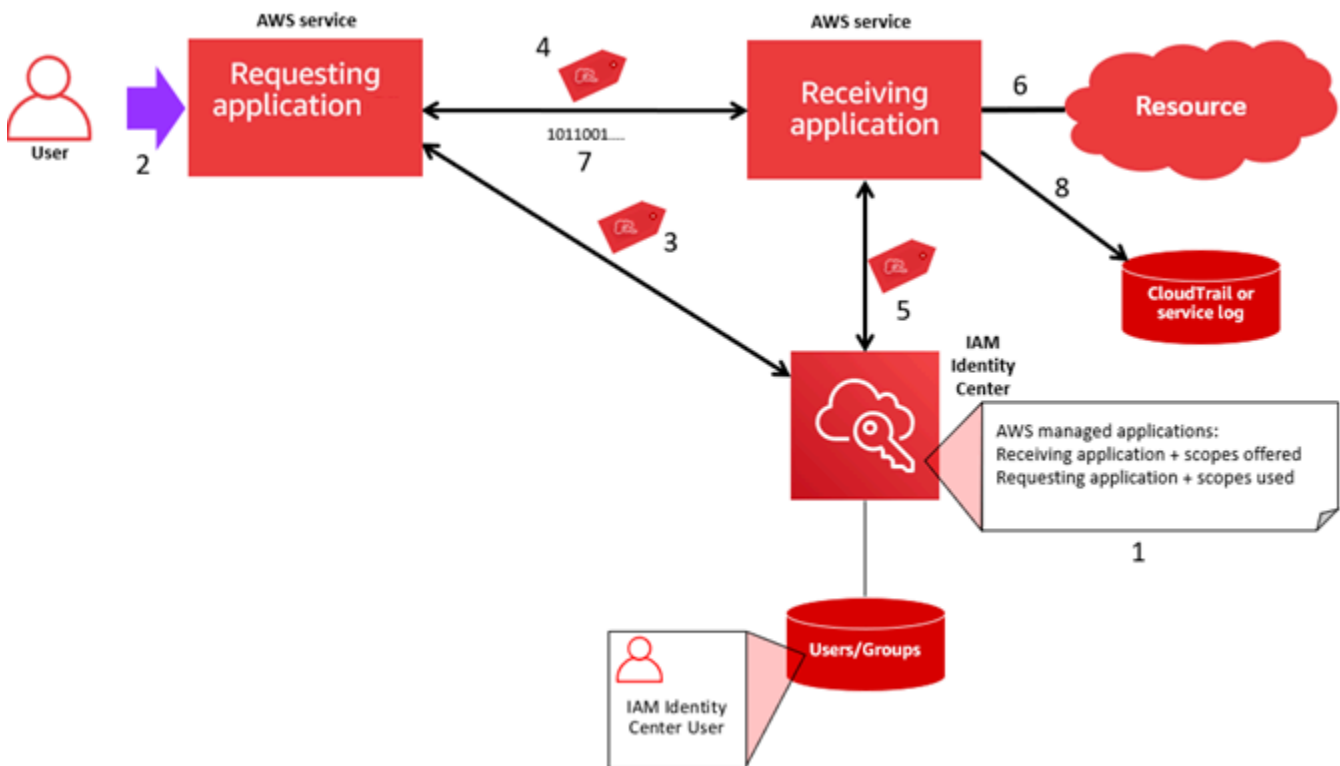 AWS service
AWS service
4
Requesting
application
Receiving
application
6
Resource
User
2
1011001....
7
8
3
5
CloudTrail or
service log
IAM
Identity
Center
AWS managed applications:
Receiving application + scopes offered
Requesting application + scopes used
1
Users/Groups
IAM Identity
Center User